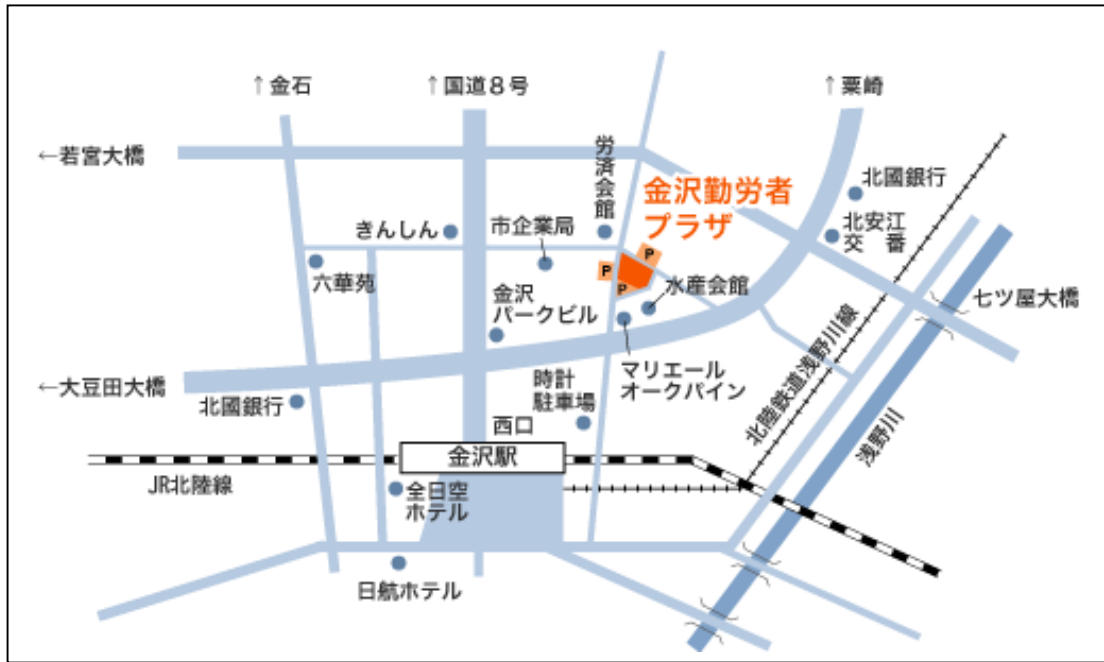 ↑金石
↑国道８号
↑粟崎
←若宮大橋
労済会館
金沢勤労者
プラザ
北國銀行
きんしん
市企業局
北安江
交番
P
P
P
六華苑
金沢
パークビル
水産会館
七ツ屋大橋
←大豆田大橋
北國銀行
時計
駐車場
マリエール
オークパイン
北陸鉄道浅野川線
浅野川
西口
金沢駅
JR北陸線
全日空
ホテル
日航ホテル